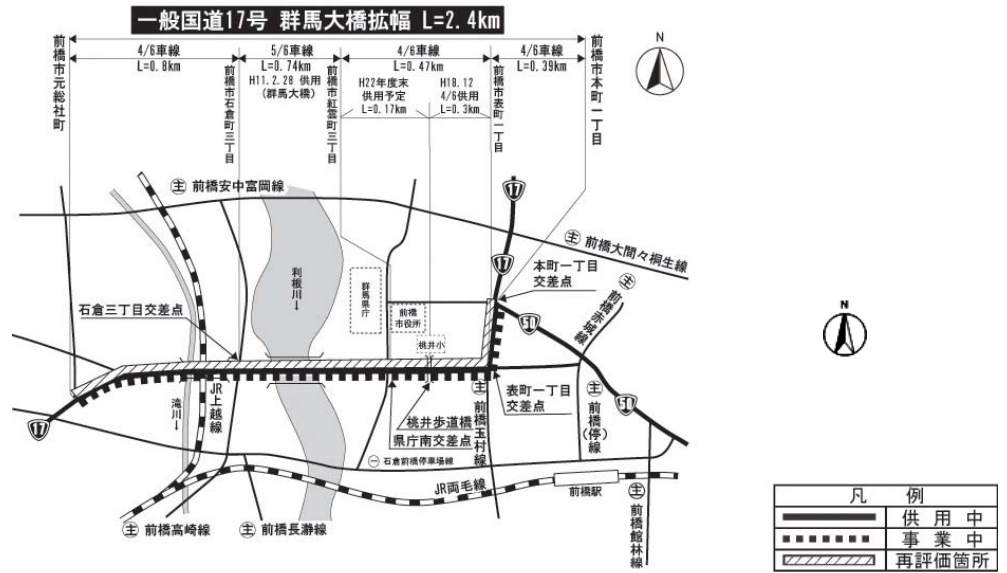 一般国道17号 群馬大橋拡幅 L=2.4km
前橋市元総社町
4/6車線
L=0.8km
前橋市石倉町三丁目
5/6車線
L=0.74km
H11.2.28 供用
(群馬大橋)
前橋市紅雲町三丁目
4/6車線
L=0.47km
H22年度末
供用予定
L=0.17km
H18.12
4/6供用
L=0.3km
前橋市表町一丁目
4/6車線
L=0.39km
前橋市本町一丁目
N
主 前橋安中富岡線
17
主 前橋大間々桐生線
17
本町一丁目
交差点
主 前橋赤城線
利根川→
群馬県庁
前橋
市役所
桃井小
石倉三丁目交差点
50
表町一丁目
交差点
主 前橋(停)線
50
17
滝川→
JR上越線
桃井歩道橋
県庁南交差点
主 前橋玉村線
一 石倉前橋停車場線
JR両毛線
前橋駅
主 前橋高崎線
主 前橋長瀞線
主 前橋館林線
N
凡 例
供用中
事業中
再評価箇所